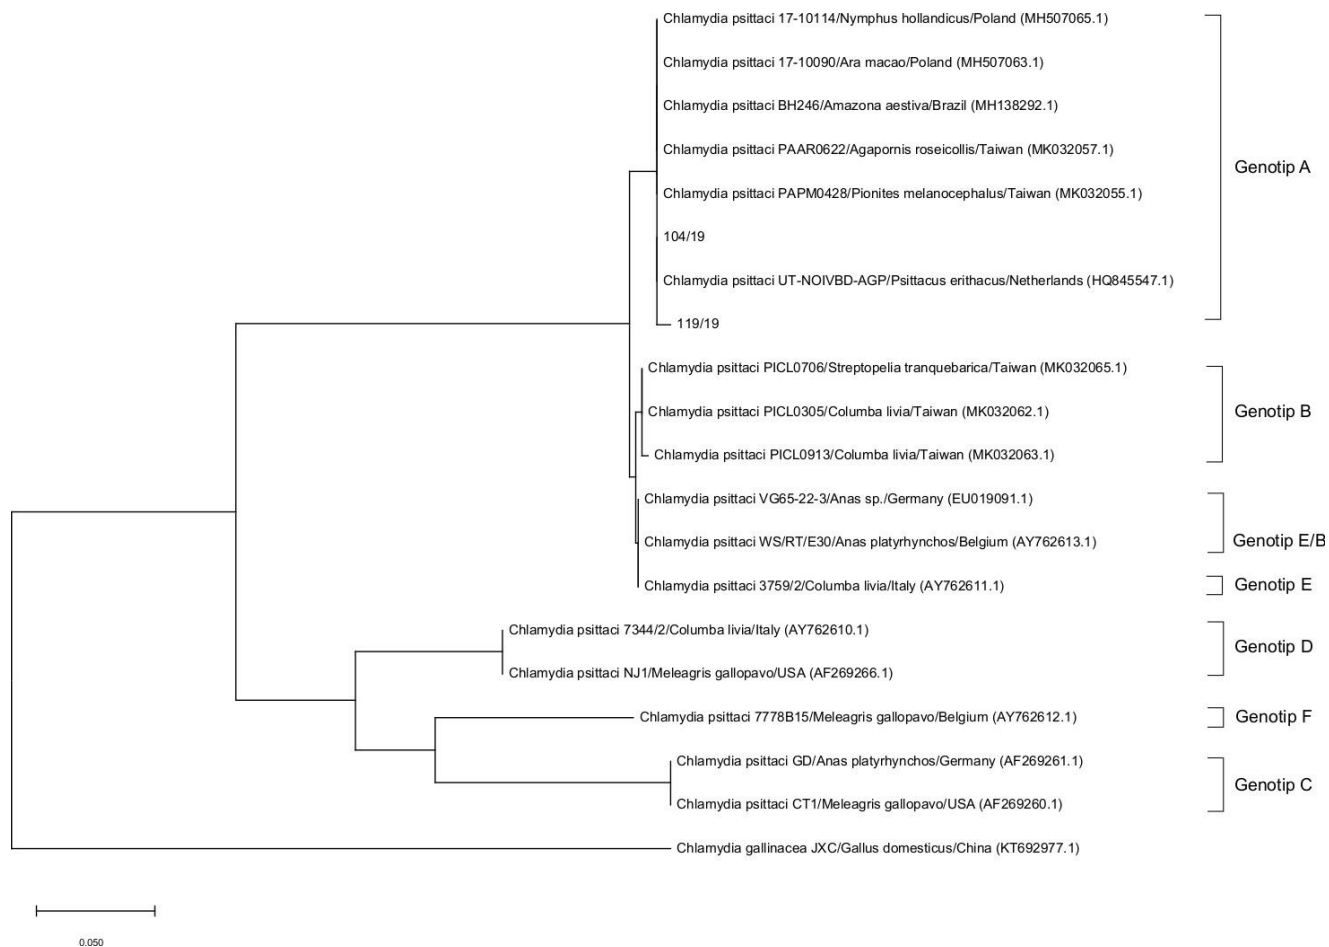 Chlamydia psittaci 17-10114/Nymphus hollandicus/Poland (MH507065.1)
Chlamydia psittaci 17-10090/Ara macao/Poland (MH507063.1)
Chlamydia psittaci BH246/Amazona aestiva/Brazil (MH138292.1)
Chlamydia psittaci PAAR0622/Agapornis roseicollis/Taiwan (MK032057.1)
Genotip A
Chlamydia psittaci PAPM0428/Pionites melanocephalus/Taiwan (MK032055.1)
104/19
Chlamydia psittaci UT-NOIVBD-AGP/Psittacus erithacus/Netherlands (HQ845547.1)
119/19
Chlamydia psittaci PICL0706/Streptopelia tranquebarica/Taiwan (MK032065.1)
Chlamydia psittaci PICL0305/Columba livia/Taiwan (MK032062.1)
Genotip B
Chlamydia psittaci PICL0913/Columba livia/Taiwan (MK032063.1)
Chlamydia psittaci VG65-22-3/Anas sp./Germany (EU019091.1)
Chlamydia psittaci WS/RT/E30/Anas platyrhynchos/Belgium (AY762613.1)
Genotip E/B
Chlamydia psittaci 3759/2/Columba livia/Italy (AY762611.1)
Genotip E
Chlamydia psittaci 7344/2/Columba livia/Italy (AY762610.1)
Genotip D
Chlamydia psittaci NJ1/Meleagris gallopavo/USA (AF269266.1)
Chlamydia psittaci 7778B15/Meleagris gallopavo/Belgium (AY762612.1)
Genotip F
Chlamydia psittaci GD/Anas platyrhynchos/Germany (AF269261.1)
Genotip C
Chlamydia psittaci CT1/Meleagris gallopavo/USA (AF269260.1)
Chlamydia gallinacea JXC/Gallus domesticus/China (KT692977.1)
0.050